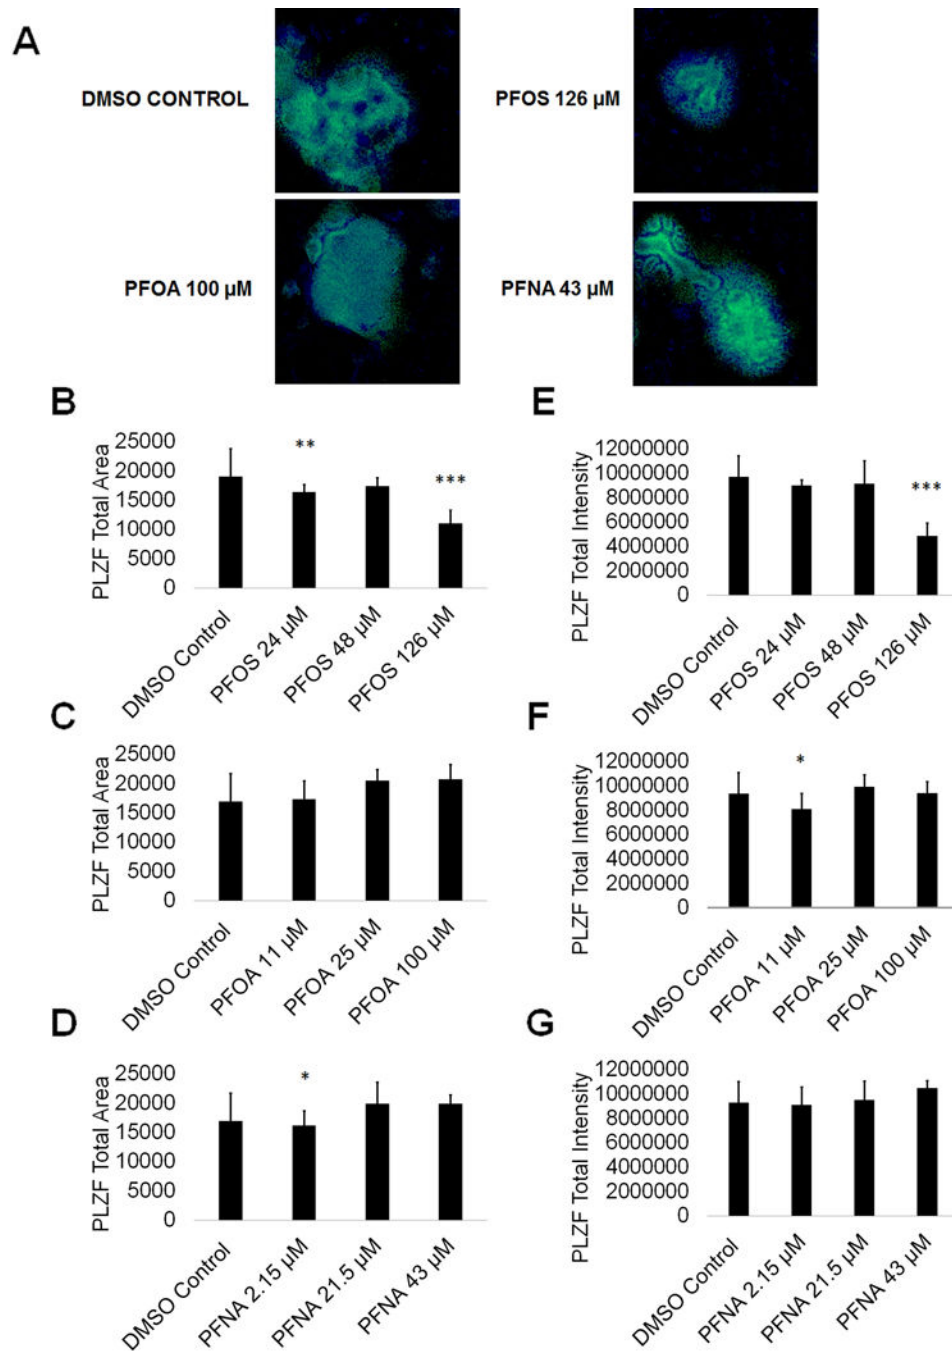 A
DMSO CONTROL
PFOS 126 µM
PFOA 100 µM
PFNA 43 µM
B
PLZF Total Area
25000
20000
15000
10000
5000
0
**
***
DMSO Control
PFOS 24 µM
PFOS 48 µM
PFOS 126 µM
E
PLZF Total Intensity
12000000
10000000
8000000
6000000
4000000
2000000
0
***
DMSO Control
PFOS 24 µM
PFOS 48 µM
PFOS 126 µM
C
PLZF Total Area
25000
20000
15000
10000
5000
0
DMSO Control
PFOA 11 µM
PFOA 25 µM
PFOA 100 µM
F
PLZF Total Intensity
12000000
10000000
8000000
6000000
4000000
2000000
0
*
DMSO Control
PFOA 11 µM
PFOA 25 µM
PFOA 100 µM
D
PLZF Total Area
25000
20000
15000
10000
5000
0
*
DMSO Control
PFNA 2.15 µM
PFNA 21.5 µM
PFNA 43 µM
G
PLZF Total Intensity
12000000
10000000
8000000
6000000
4000000
2000000
0
DMSO Control
PFNA 2.15 µM
PFNA 21.5 µM
PFNA 43 µM